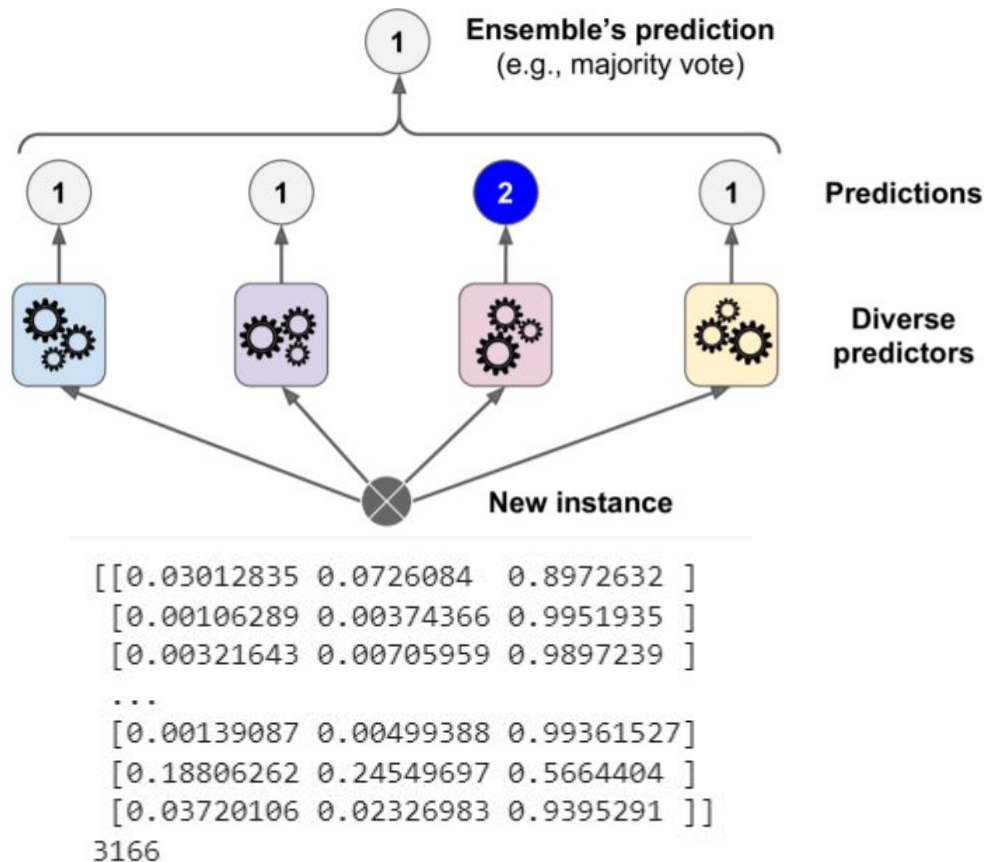 1
Ensemble’s prediction
(e.g., majority vote)
1 1 2 1 Predictions
Diverse
predictors
New instance
[[0.03012835 0.0726084  0.8972632 ]
 [0.00106289 0.00374366 0.9951935 ]
 [0.00321643 0.00705959 0.9897239 ]
 ...
 [0.00139087 0.00499388 0.99361527]
 [0.18806262 0.24549697 0.5664404 ]
 [0.03720106 0.02326983 0.9395291 ]]
3166